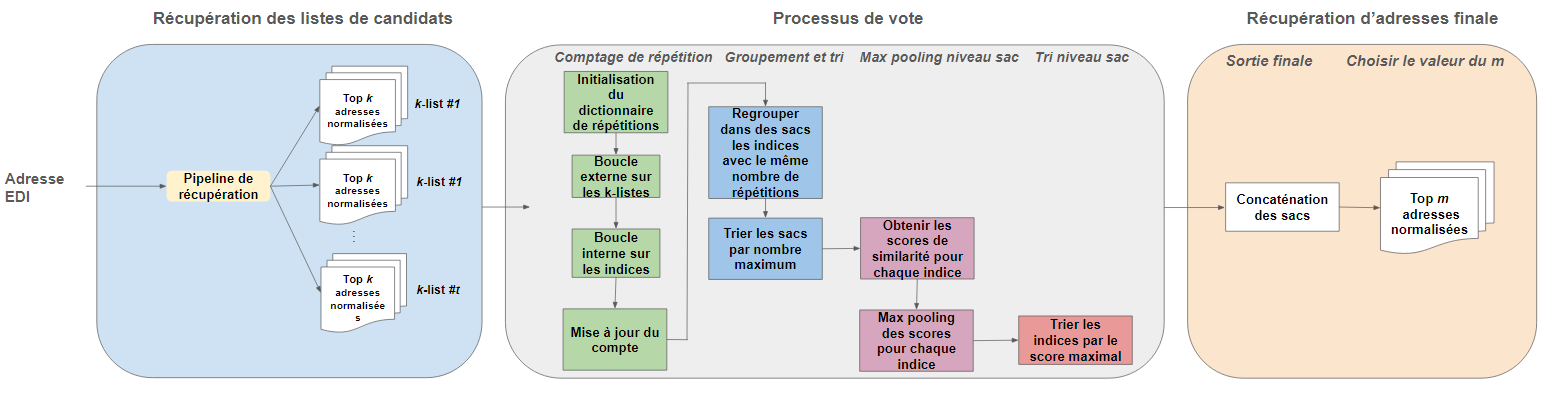 Récupération des listes de candidats
Processus de vote
Récupération d'adresses finale
Adresse
EDI
Pipeline de
récupération
Top k
adresses
normalisées
k-list #1
Top k
adresses
normalisées
k-list #1
⋮
Top k
adresses
normalisée
s
k-list #t
Comptage de répétition
Initialisation
du
dictionnaire
de répétitions
Boucle
externe sur
les k-listes
Boucle
interne sur
les indices
Mise à jour du
compte
Groupement et tri
Regrouper
dans des sacs
les indices
avec le même
nombre de
répétitions
Trier les sacs
par nombre
maximum
Max pooling niveau sac
Obtenir les
scores de
similarité pour
chaque indice
Max pooling
des scores
pour chaque
indice
Tri niveau sac
Trier les
indices par le
score maximal
Sortie finale
Concaténation
des sacs
Choisir le valeur du m
Top m
adresses
normalisées